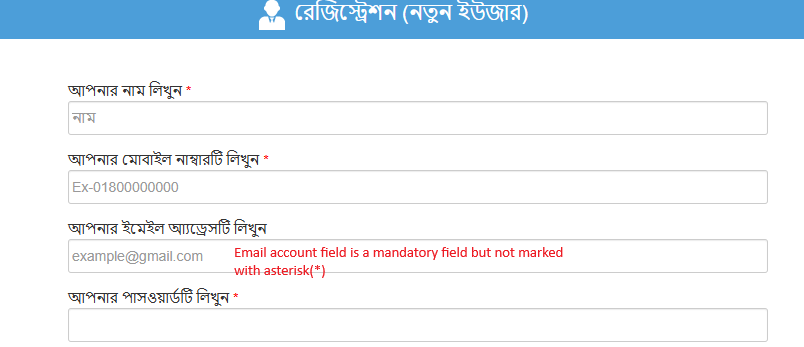 রেজিস্ট্রেশন (নতুন ইউজার)
আপনার নাম লিখুন *
নাম
আপনার মোবাইল নাম্বারটি লিখুন *
Ex-01800000000
আপনার ইমেইল অ্যাড্রেসটি লিখুন
example@gmail.com
Email account field is a mandatory field but not marked
with asterisk(*)
আপনার পাসওয়ার্ডটি লিখুন *